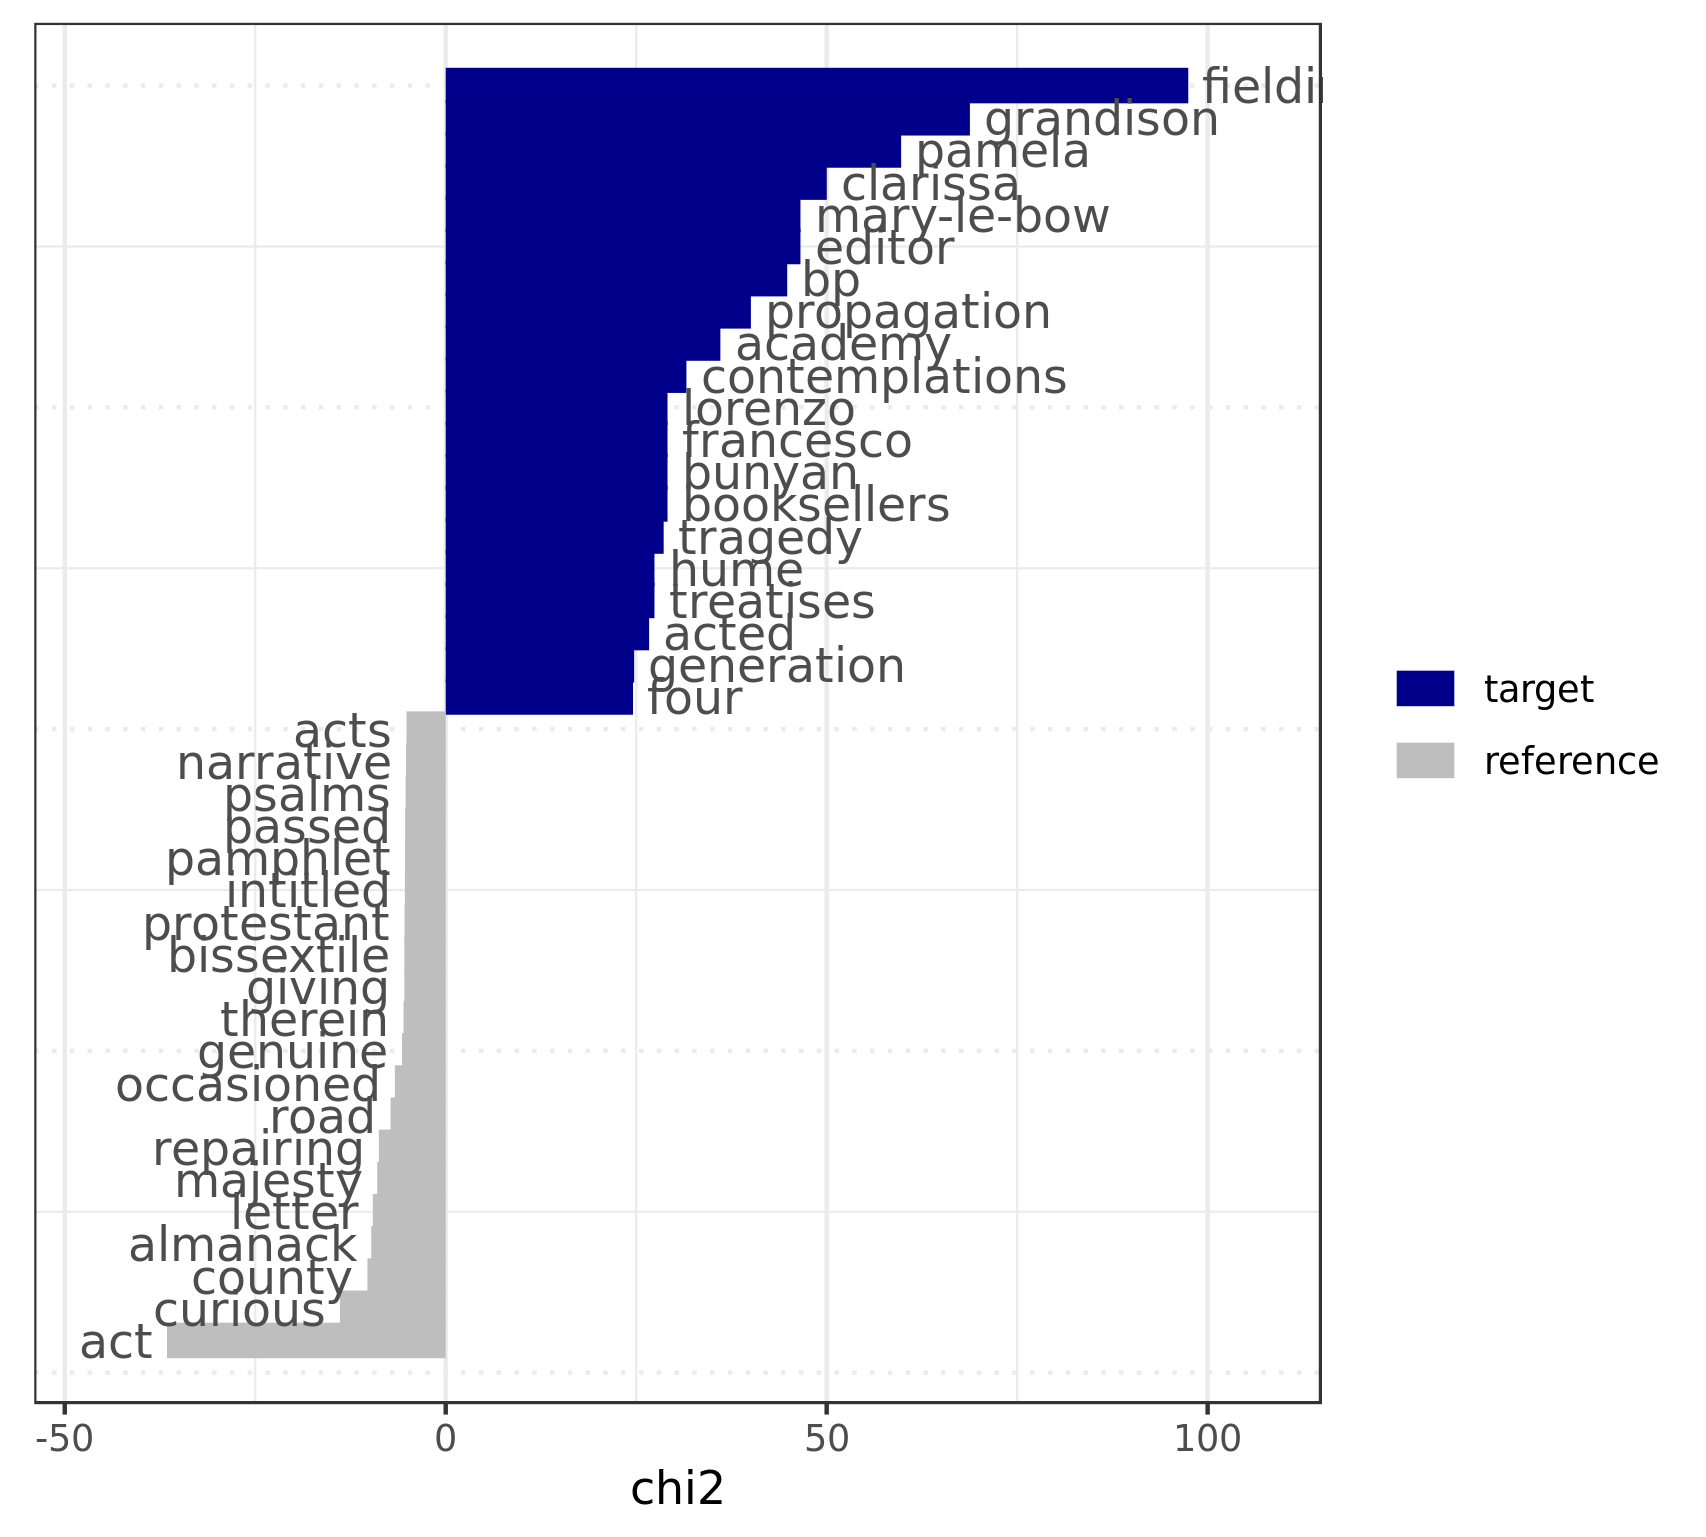 fieldi
grandison
pamela
clarissa
mary-le-bow
editor
bp
propagation
academy
contemplations
lorenzo
francesco
bunyan
booksellers
tragedy
hume
treatises
acted
generation
four
acts
narrative
psalms
passed
pamphlet
intitled
protestant
bissextile
giving
therein
genuine
occasioned
road
repairing
majesty
letter
almanack
county
curious
act
target
reference
-50 0 50 100
chi2